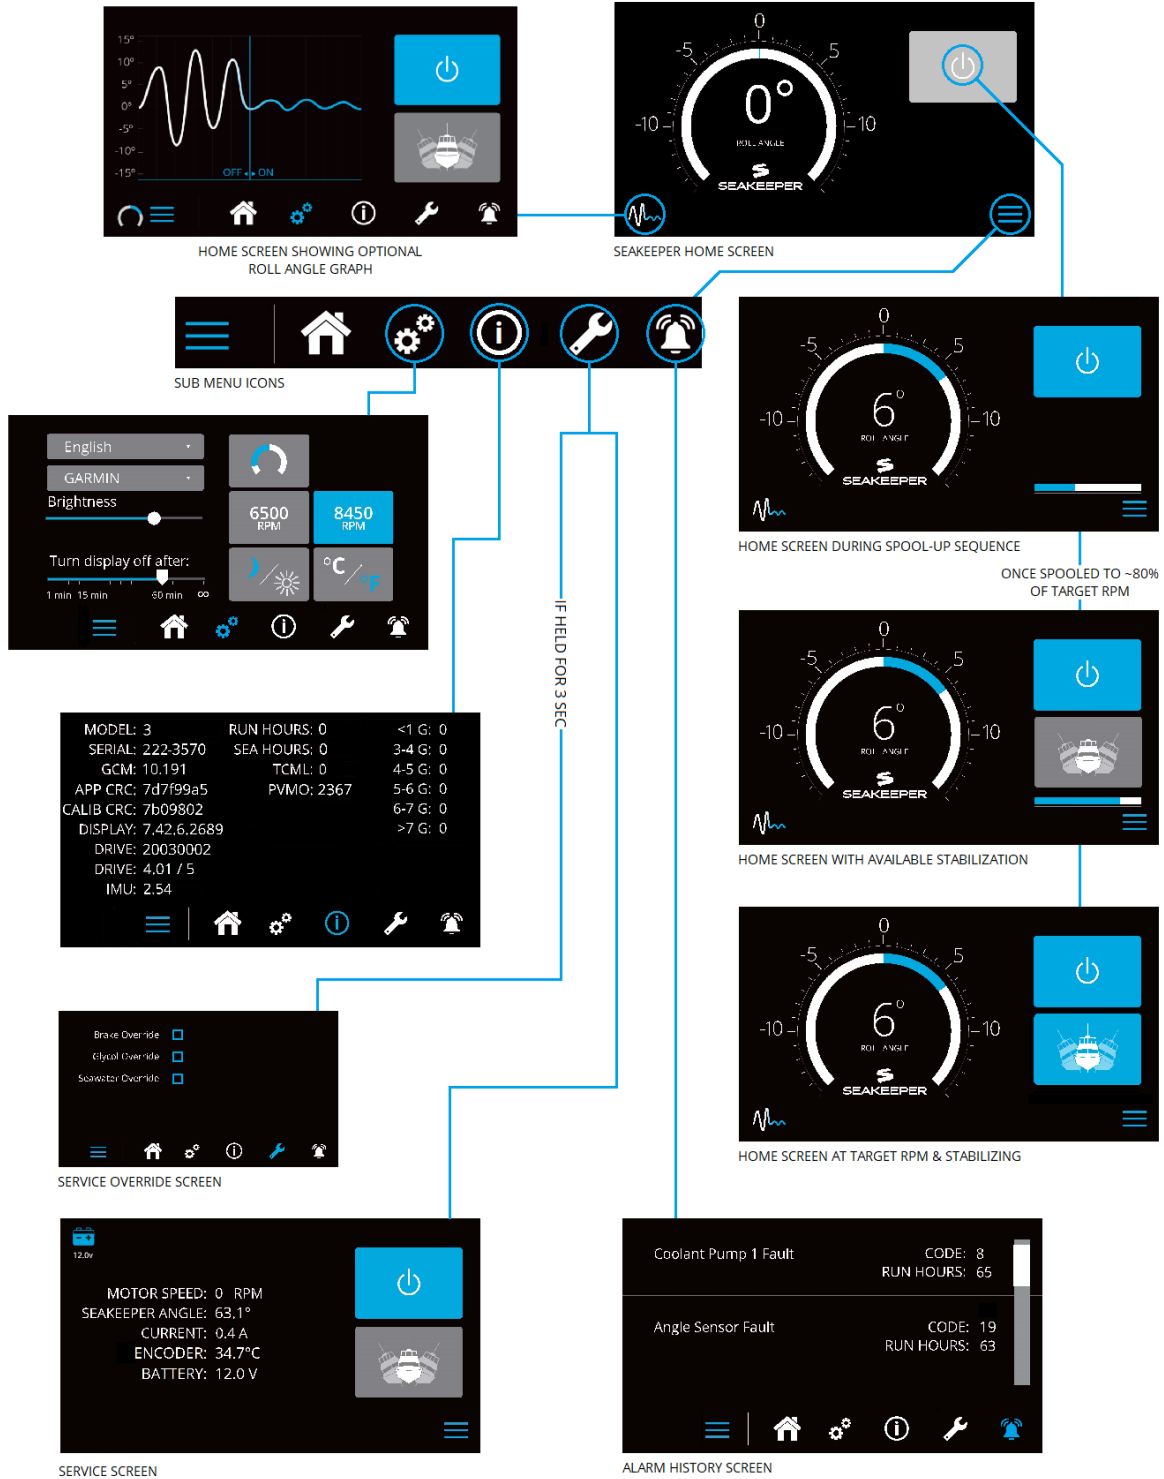 15°
10°
5°
0°
-5°
-10°
-15°
OFF ON
HOME SCREEN SHOWING OPTIONAL
ROLL ANGLE GRAPH
0
-5 5
-10 10
0°
ROLL ANGLE
SEAKEEPER
SEAKEEPER HOME SCREEN
SUB MENU ICONS
English
GARMIN
Brightness
6500
RPM
8450
RPM
Turn display off after:
1 min 15 min 60 min ∞
°C/°F
0
-5 5
-10 10
6°
ROLL ANGLE
SEAKEEPER
HOME SCREEN DURING SPOOL-UP SEQUENCE
ONCE SPOOLED TO ~80%
OF TARGET RPM
IF HELD FOR 3 SEC
0
-5 5
-10 10
6°
ROLL ANGLE
SEAKEEPER
HOME SCREEN WITH AVAILABLE STABILIZATION
MODEL: 3 RUN HOURS: 0 <1 G: 0
SERIAL: 222-3570 SEA HOURS: 0 3-4 G: 0
GCM: 10.191 TCML: 0 4-5 G: 0
APP CRC: 7d7f99a5 PVMO: 2367 5-6 G: 0
CALIB CRC: 7b09802 6-7 G: 0
DISPLAY: 7.42.6.2689 >7 G: 0
DRIVE: 20030002
DRIVE: 4.01 / 5
IMU: 2.54
0
-5 5
-10 10
6°
ROLL ANGLE
SEAKEEPER
HOME SCREEN AT TARGET RPM & STABILIZING
Brake Override
Glycol Override
Seawater Override
SERVICE OVERRIDE SCREEN
12.0v
MOTOR SPEED: 0 RPM
SEAKEEPER ANGLE: 63.1°
CURRENT: 0.4 A
ENCODER: 34.7°C
BATTERY: 12.0 V
SERVICE SCREEN
Coolant Pump 1 Fault CODE: 8
RUN HOURS: 65
Angle Sensor Fault CODE: 19
RUN HOURS: 63
ALARM HISTORY SCREEN